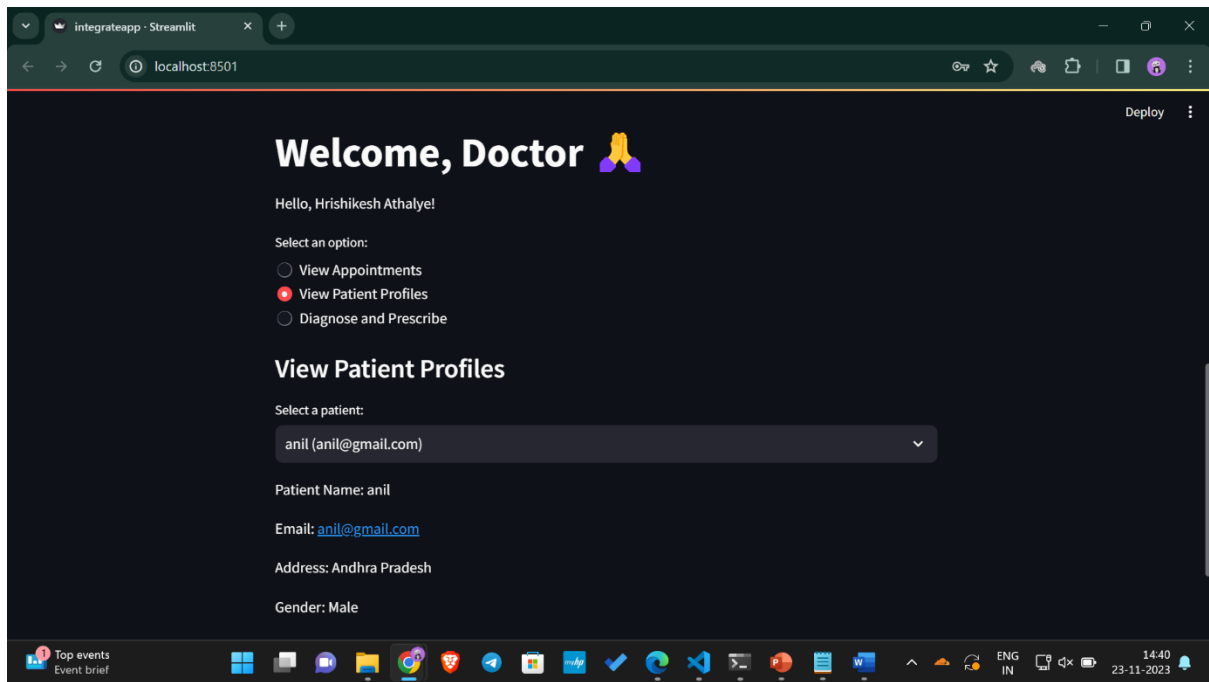 integrateapp · Streamlit
localhost:8501
Deploy
Welcome, Doctor 🙏
Hello, Hrishikesh Athalye!
Select an option:
View Appointments
View Patient Profiles
Diagnose and Prescribe
View Patient Profiles
Select a patient:
anil (anil@gmail.com)
Patient Name: anil
Email: anil@gmail.com
Address: Andhra Pradesh
Gender: Male
1
Top events
Event brief
myhp
P
W
ENG
IN
14:40
23-11-2023